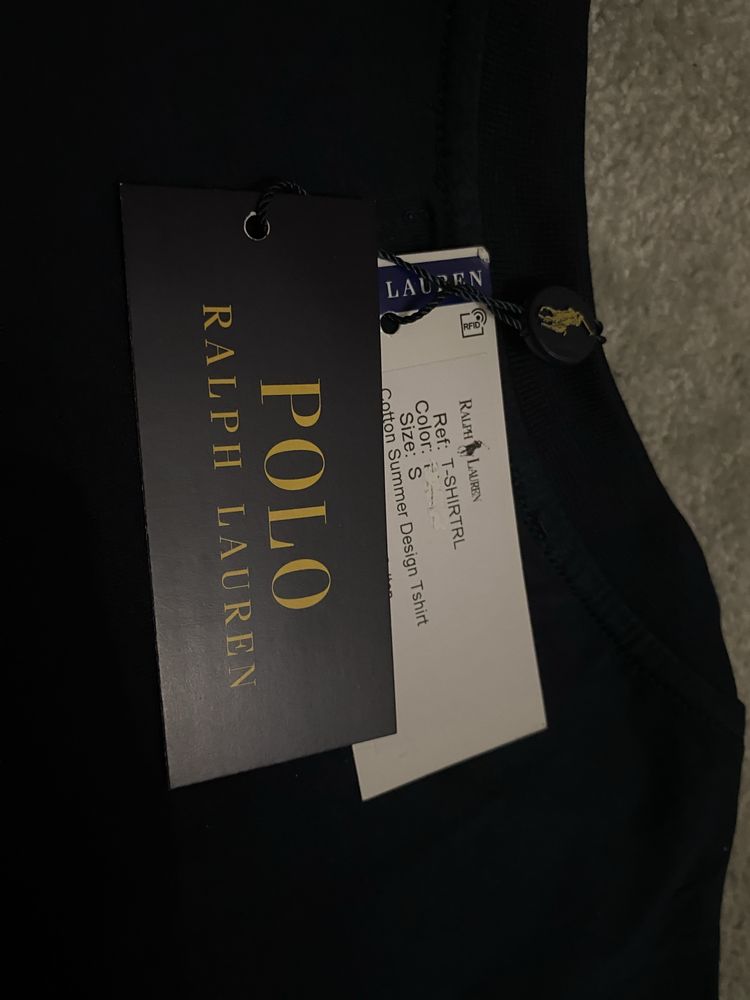 POLO
RALPH LAUREN
LAUREN
RFID
RALPH LAUREN
Ref: T-SHIRTRL
Color:
Size: S
Cotton Summer Design Tshirt